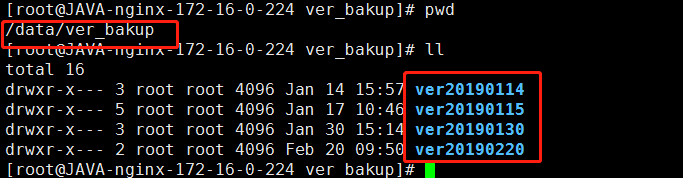 [root@JAVA-nginx-172-16-0-224 ver_bakup]# pwd
/data/ver_bakup
[root@JAVA-nginx-172-16-0-224 ver_bakup]# ll
total 16
drwxr-x--- 3 root root 4096 Jan 14 15:57 ver20190114
drwxr-x--- 5 root root 4096 Jan 17 10:46 ver20190115
drwxr-x--- 3 root root 4096 Jan 30 15:14 ver20190130
drwxr-x--- 2 root root 4096 Feb 20 09:50 ver20190220
[root@JAVA-nginx-172-16-0-224 ver_bakup]#